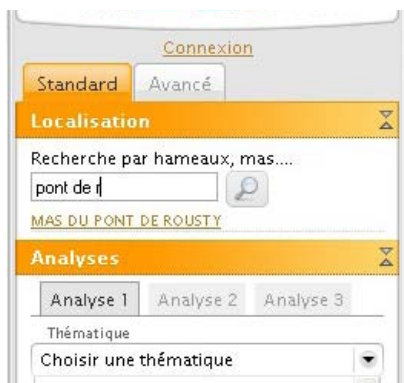 Connexion
Standard Avancé
Localisation
Recherche par hameaux, mas....
pont de r
MAS DU PONT DE ROUSTY
Analyses
Analyse 1 Analyse 2 Analyse 3
Thématique
Choisir une thématique